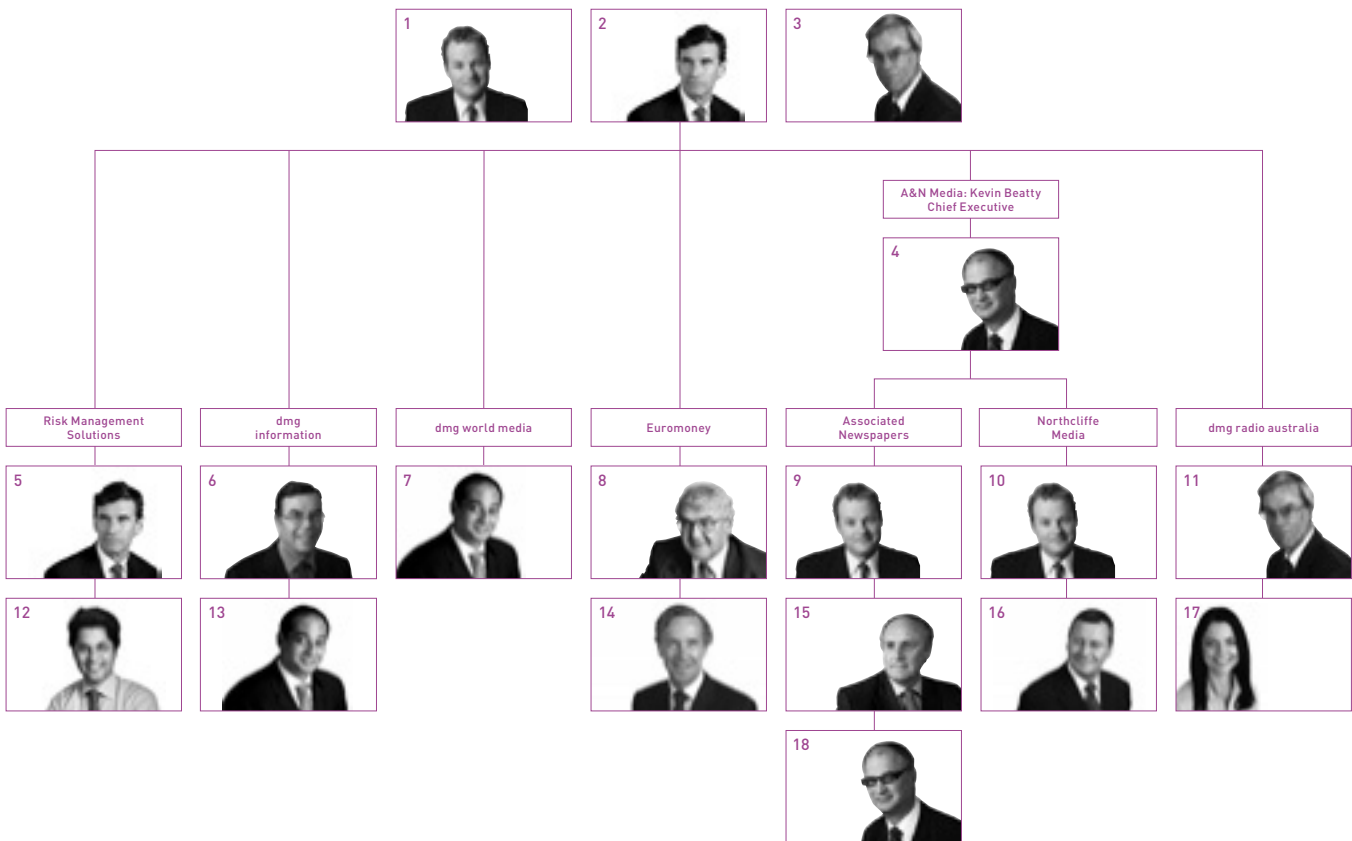 1
2
3
A&N Media: Kevin Beatty
Chief Executive
4
Risk Management
Solutions
dmg
information
dmg world media
Euromoney
Associated
Newspapers
Northcliffe
Media
dmg radio australia
5
6
7
8
9
10
11
12
13
14
15
16
17
18